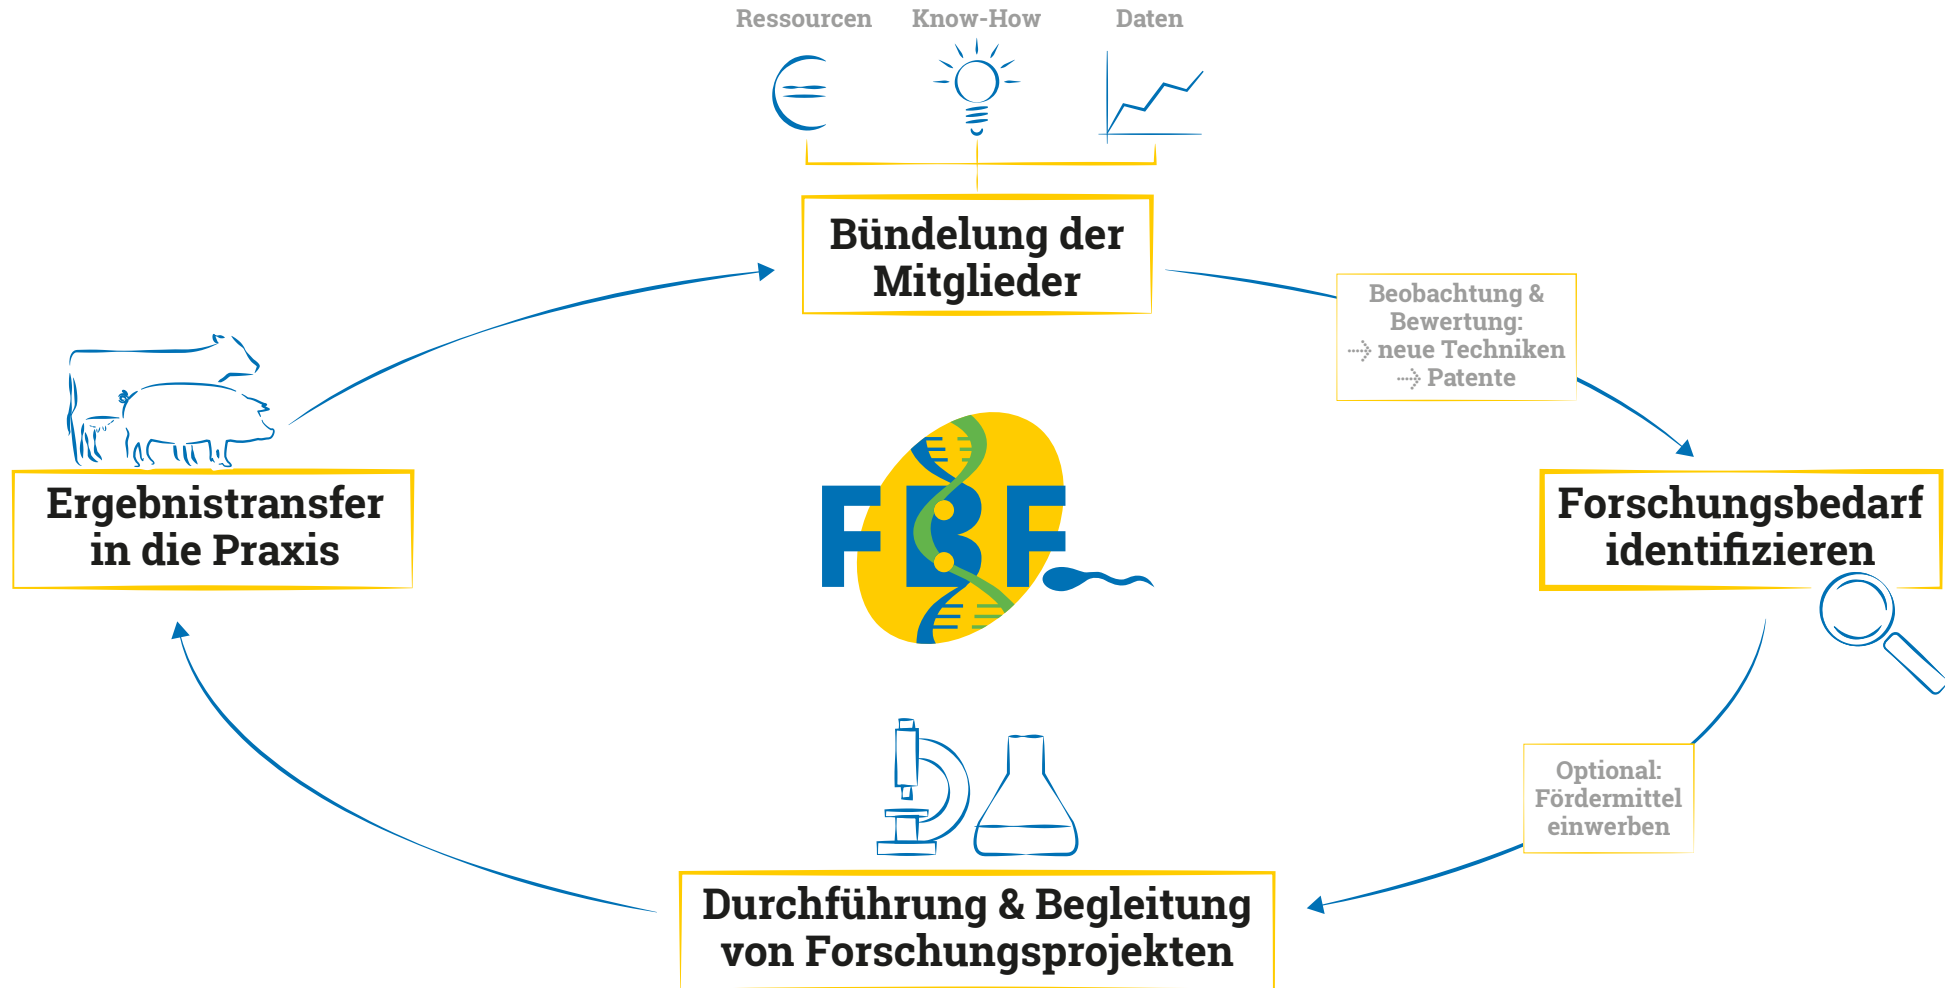 Ressourcen
Know-How
Daten
Bündelung der
Mitglieder
Beobachtung &
Bewertung:
neue Techniken
Patente
Forschungsbedarf
identifizieren
Optional:
Fördermittel
einwerben
Durchführung & Begleitung
von Forschungsprojekten
Ergebnistransfer
in die Praxis
FBF